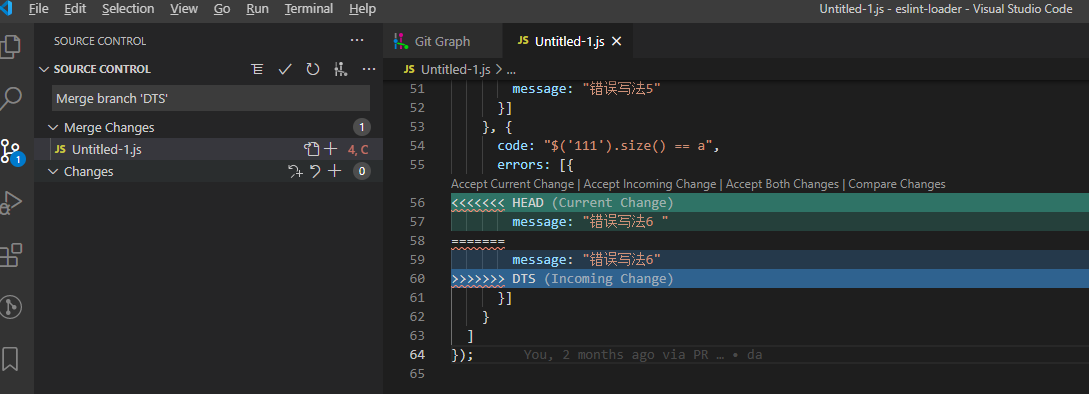 File Edit Selection View Go Run Terminal Help Untitled-1.js - eslint-loader - Visual Studio Code
SOURCE CONTROL ···
SOURCE CONTROL ···
Merge branch 'DTS'
Merge Changes 1
JS Untitled-1.js 4, C
Changes 0
1
Git Graph JS Untitled-1.js
JS Untitled-1.js > ...
51 message: "错误写法5"
52 }]
53 }, {
54 code: "$('111').size() == a",
55 errors: [{
Accept Current Change | Accept Incoming Change | Accept Both Changes | Compare Changes
56 <<<<<<< HEAD (Current Change)
57 message: "错误写法6 "
58 =======
59 message: "错误写法6"
60 >>>>>>> DTS (Incoming Change)
61 }]
62 }
63 ]
64 }); You, 2 months ago via PR … • da
65